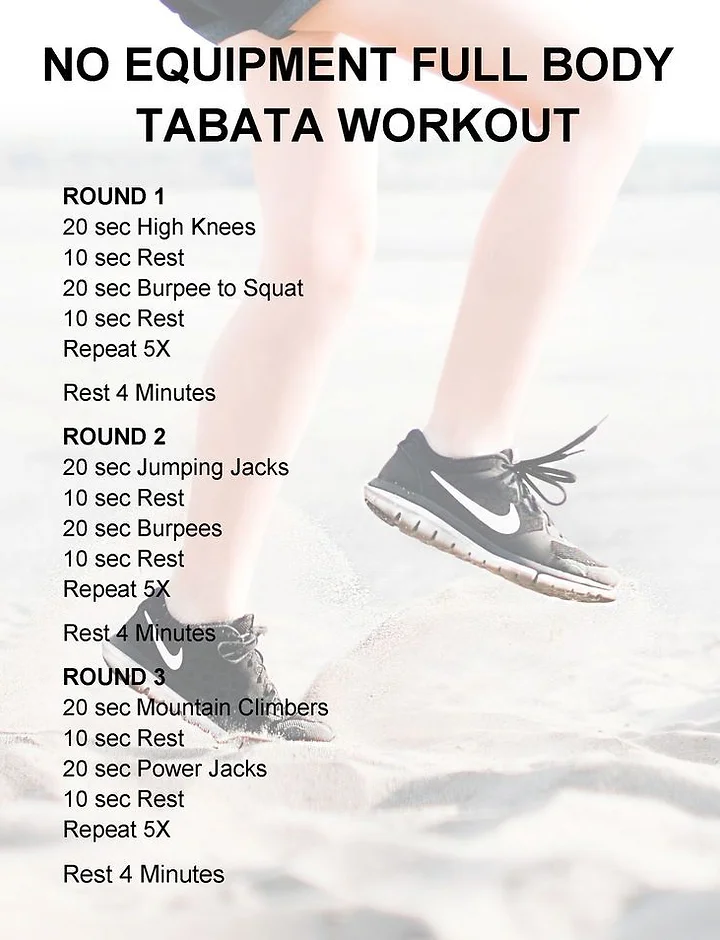 NO EQUIPMENT FULL BODY
TABATA WORKOUT
ROUND 1
20 sec High Knees
10 sec Rest
20 sec Burpee to Squat
10 sec Rest
Repeat 5X
Rest 4 Minutes
ROUND 2
20 sec Jumping Jacks
10 sec Rest
20 sec Burpees
10 sec Rest
Repeat 5X
Rest 4 Minutes
ROUND 3
20 sec Mountain Climbers
10 sec Rest
20 sec Power Jacks
10 sec Rest
Repeat 5X
Rest 4 Minutes